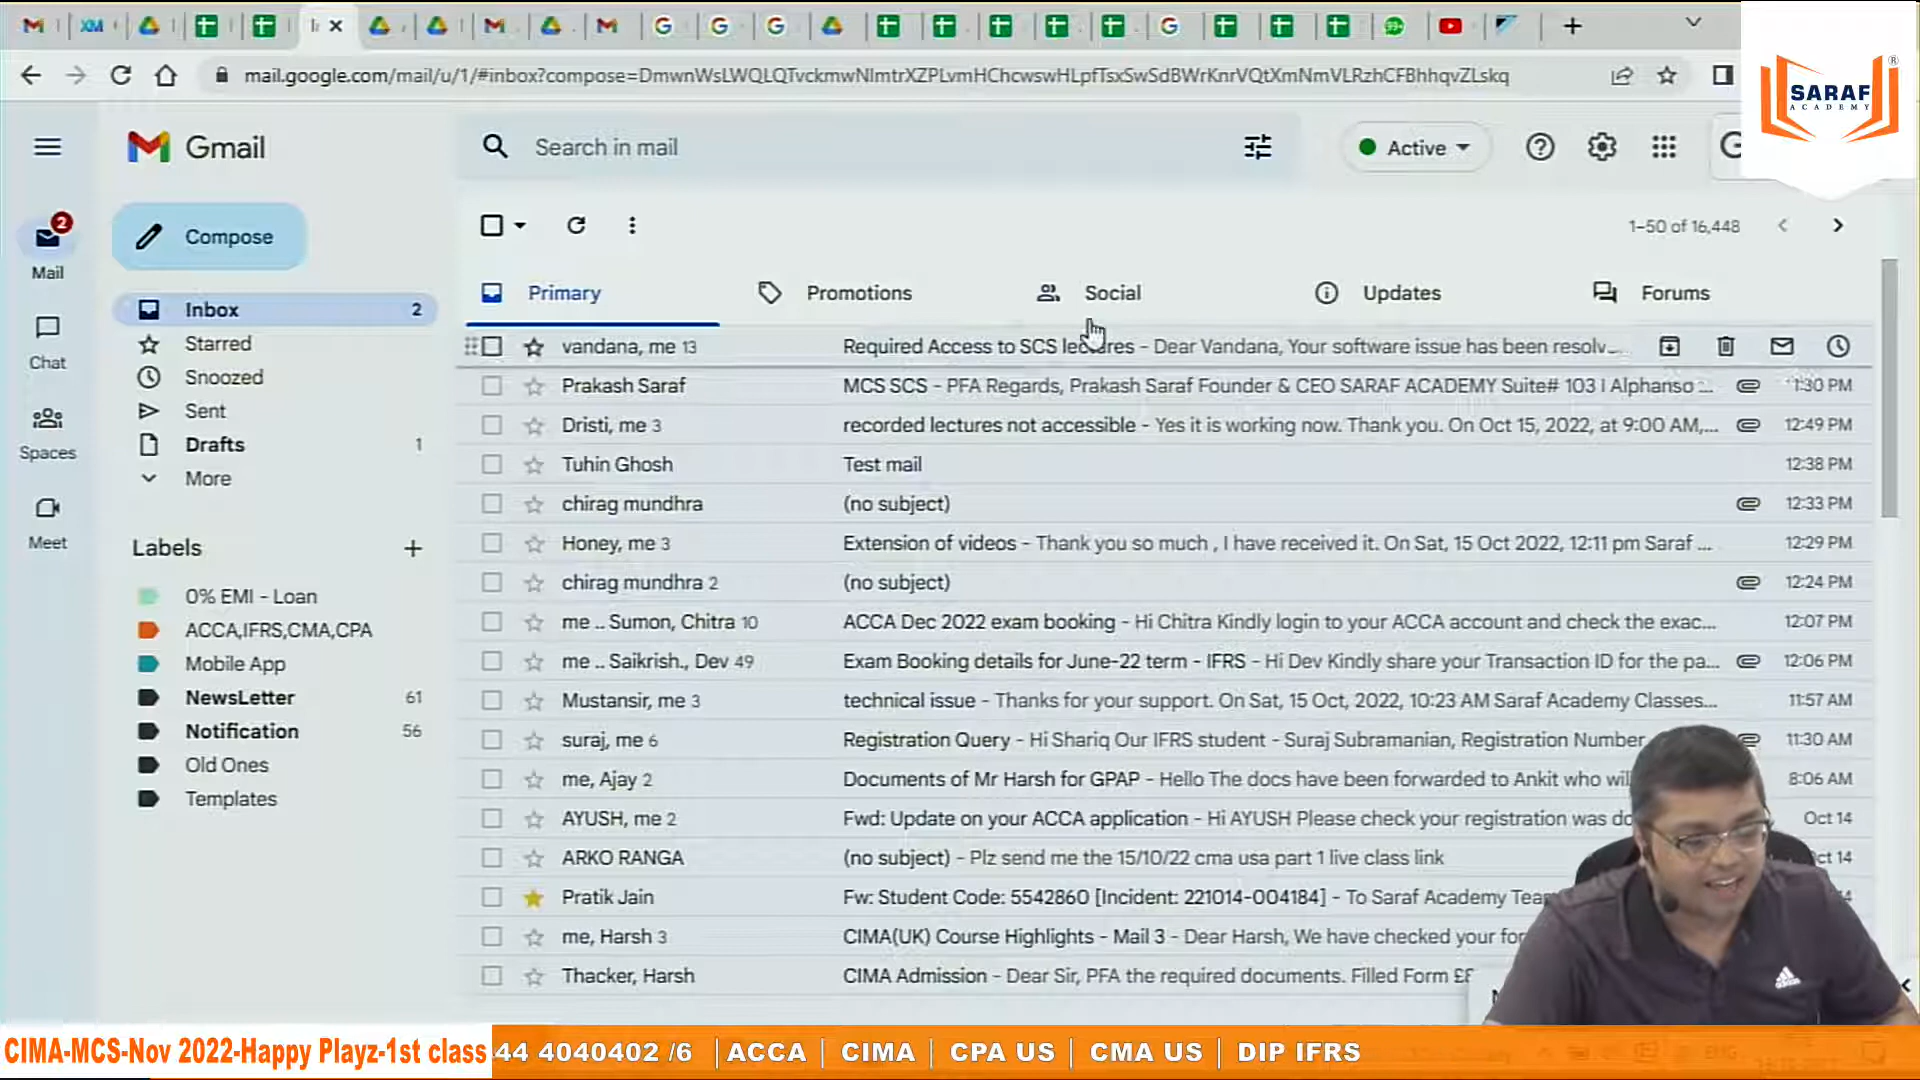 mail.google.com/mail/u/1/#inbox?compose=DmwnWsLWQLQTvckmwNlmtrXZPLvmHChcwswHLpfTsxSwSdBWrKnrVQtXmNmVLRzhCFBhhqvZLskq
SARAF
ACADEMY
Gmail
Search in mail
Active
2
Mail
Compose
1–50 of 16,448
Inbox 2
Starred
Snoozed
Sent
Drafts 1
More
Chat
Spaces
Meet
Labels
0% EMI - Loan
ACCA,IFRS,CMA,CPA
Mobile App
NewsLetter 61
Notification 56
Old Ones
Templates
Primary Promotions Social Updates Forums
vandana, me 13 Required Access to SCS lectures - Dear Vandana, Your software issue has been resolv...
Prakash Saraf MCS SCS - PFA Regards, Prakash Saraf Founder & CEO SARAF ACADEMY Suite# 103 I Alphanso ... 1:30 PM
Dristi, me 3 recorded lectures not accessible - Yes it is working now. Thank you. On Oct 15, 2022, at 9:00 AM,... 12:49 PM
Tuhin Ghosh Test mail 12:38 PM
chirag mundhra (no subject) 12:33 PM
Honey, me 3 Extension of videos - Thank you so much , I have received it. On Sat, 15 Oct 2022, 12:11 pm Saraf ... 12:29 PM
chirag mundhra 2 (no subject) 12:24 PM
me .. Sumon, Chitra 10 ACCA Dec 2022 exam booking - Hi Chitra Kindly login to your ACCA account and check the exac... 12:07 PM
me .. Saikrish., Dev 49 Exam Booking details for June-22 term - IFRS - Hi Dev Kindly share your Transaction ID for the pa... 12:06 PM
Mustansir, me 3 technical issue - Thanks for your support. On Sat, 15 Oct, 2022, 10:23 AM Saraf Academy Classes... 11:57 AM
suraj, me 6 Registration Query - Hi Shariq Our IFRS student - Suraj Subramanian, Registration Number 11:30 AM
me, Ajay 2 Documents of Mr Harsh for GPAP - Hello The docs have been forwarded to Ankit who wil 8:06 AM
AYUSH, me 2 Fwd: Update on your ACCA application - Hi AYUSH Please check your registration was do Oct 14
ARKO RANGA (no subject) - Plz send me the 15/10/22 cma usa part 1 live class link ct 14
Pratik Jain Fw: Student Code: 5542860 [Incident: 221014-004184] - To Saraf Academy Tea
me, Harsh 3 CIMA(UK) Course Highlights - Mail 3 - Dear Harsh, We have checked your for
Thacker, Harsh CIMA Admission - Dear Sir, PFA the required documents. Filled Form £
CIMA-MCS-Nov 2022-Happy Playz-1st class 44 4040402 /6 | ACCA | CIMA | CPA US | CMA US | DIP IFRS